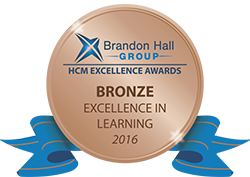 Brandon Hall
GROUP
HCM EXCELLENCE AWARDS
BRONZE
EXCELLENCE IN
LEARNING
2016